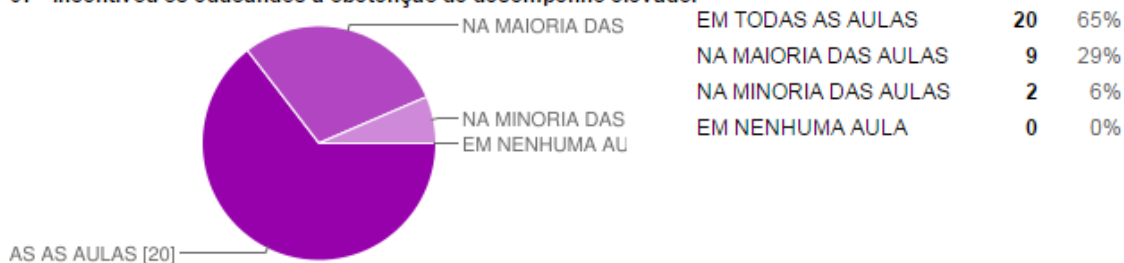 NA MAIORIA DAS
NA MINORIA DAS
EM NENHUMA AU
AS AS AULAS [20]
EM TODAS AS AULAS 20 65%
NA MAIORIA DAS AULAS 9 29%
NA MINORIA DAS AULAS 2 6%
EM NENHUMA AULA 0 0%